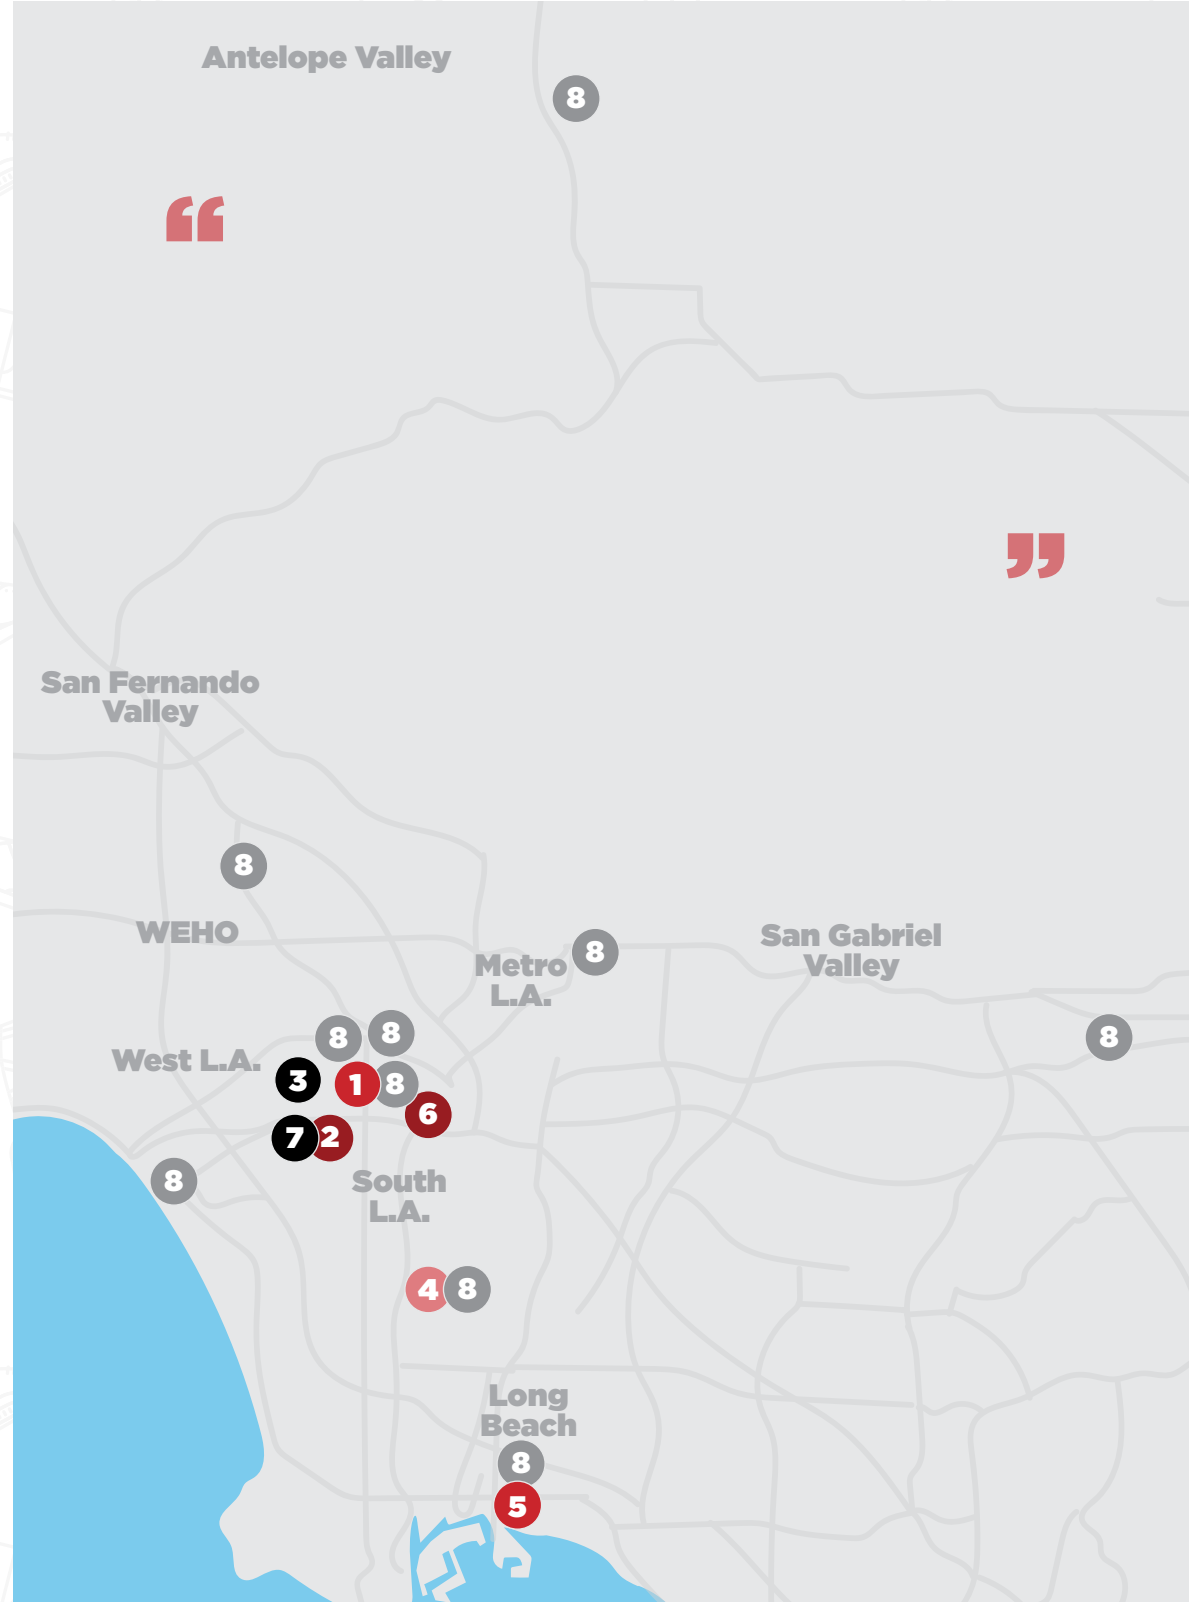 Antelope Valley
8
“
”
San Fernando
Valley
8
WEHO
San Gabriel
Valley
8
Metro
L.A.
8
8
8
West L.A.
3
1
8
6
7
2
8
South
L.A.
4
8
Long
Beach
8
5